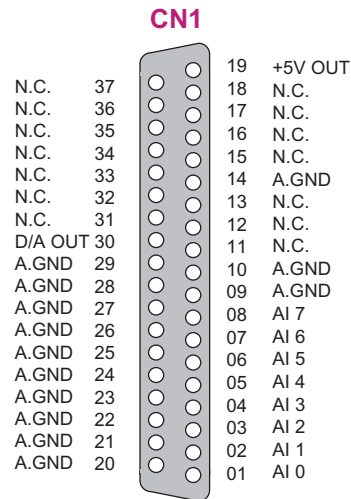 CN1
19 +5V OUT
N.C. 37
18 N.C.
N.C. 36
17 N.C.
N.C. 35
16 N.C.
N.C. 34
15 N.C.
N.C. 33
14 A.GND
N.C. 32
13 N.C.
N.C. 31
12 N.C.
D/A OUT 30
11 N.C.
A.GND 29
10 A.GND
A.GND 28
09 A.GND
A.GND 27
08 AI 7
A.GND 26
07 AI 6
A.GND 25
06 AI 5
A.GND 24
05 AI 4
A.GND 23
04 AI 3
A.GND 22
03 AI 2
A.GND 21
02 AI 1
A.GND 20
01 AI 0